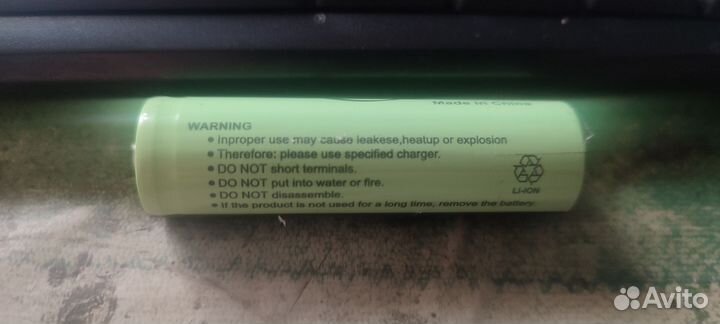 Made in China
WARNING
• Inproper use may cause leakese,heatup or explosion
• Therefore: please use specified charger.
• DO NOT short terminals.
• DO NOT put into water or fire.
• DO NOT disassemble.
• If the product is not used for a long lime, remove the battery.
LI-ION
Avito